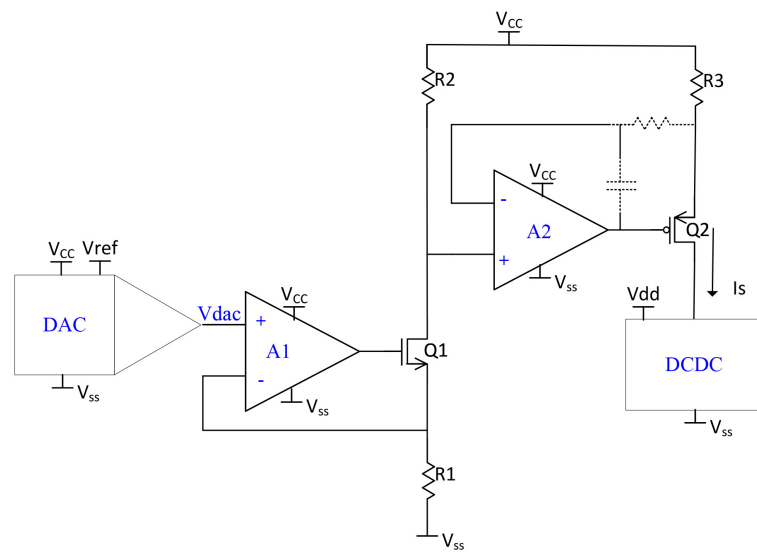 Vcc
R2
R3
Vcc
-
A2
+
Q2
Vss
Is
Vcc
Vref
DAC
Vss
Vdac
Vcc
+
A1
-
Vss
Q1
Vdd
DCDC
Vss
R1
Vss